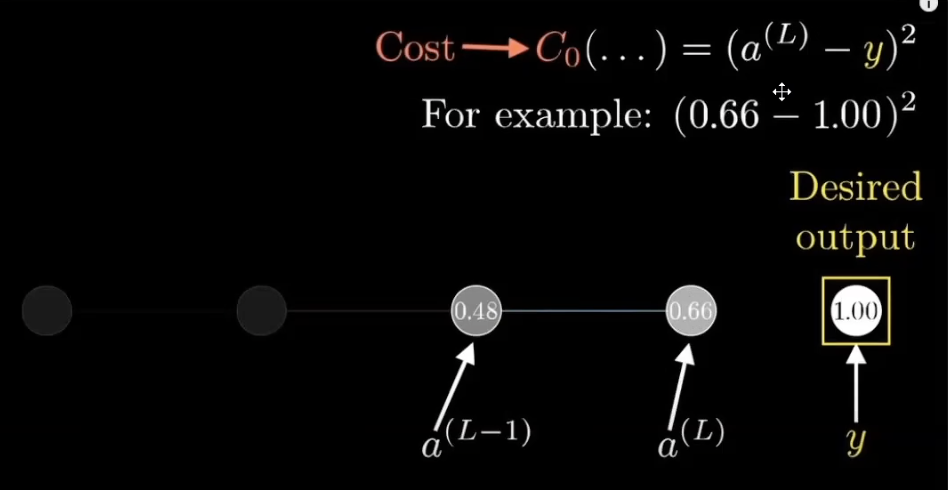 Cost → C₀(...) = (a⁽ᴸ⁾ − y)²
For example: (0.66 − 1.00)²
Desired
output
0.48 0.66 1.00
a⁽ᴸ⁻¹⁾ a⁽ᴸ⁾ y